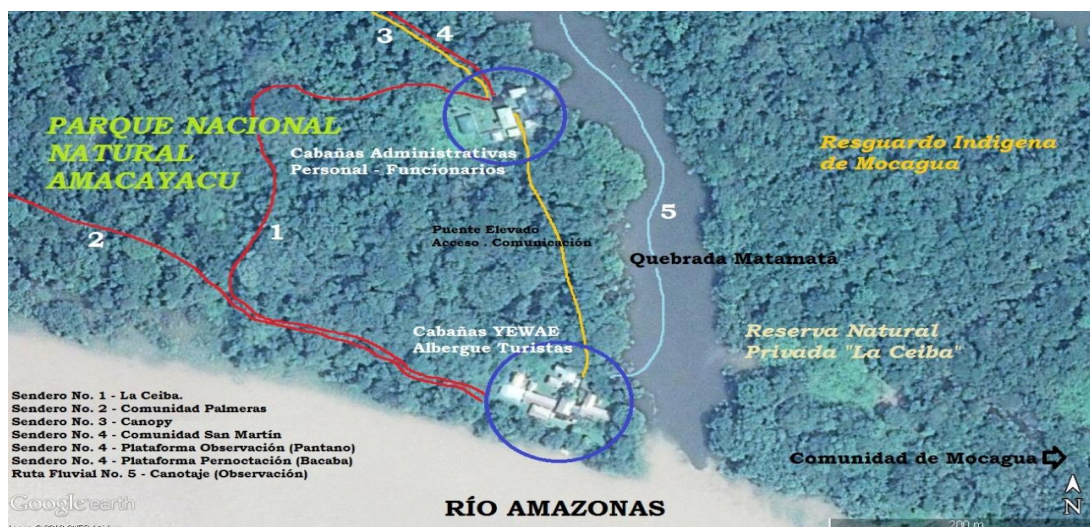 3
4
PARQUE NACIONAL
NATURAL
AMACAYACU
Cabañas Administrativas
Personal - Funcionarios
Resguardo Indigena
de Mocagua
1
2
5
Puente Elevado
Acceso . Comunicación
Quebrada Matamatá
Cabañas YEWAE
Albergue Turistas
Reserva Natural
Privada "La Ceiba"
Sendero No. 1 - La Ceiba.
Sendero No. 2 - Comunidad Palmeras
Sendero No. 3 - Canopy
Sendero No. 4 - Comunidad San Martín
Sendero No. 4 - Plataforma Observación (Pantano)
Sendero No. 4 - Plataforma Pernoctación (Bacaba)
Ruta Fluvial No. 5 - Canotaje (Observación)
Comunidad de Mocagua
Google earth
RÍO AMAZONAS
N
200 m